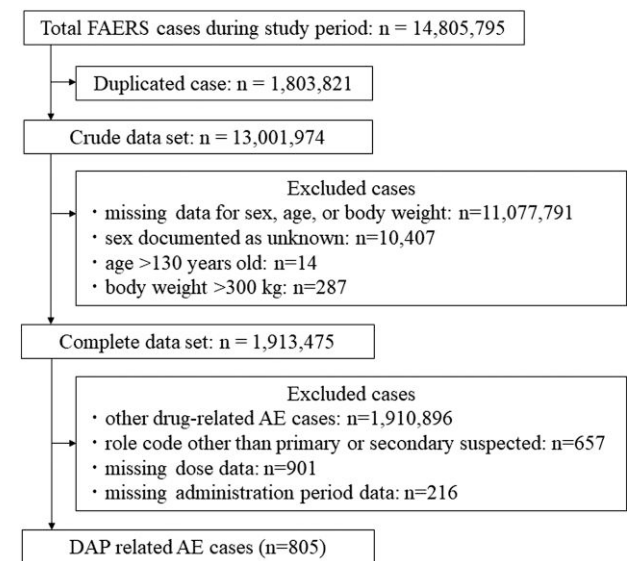 Total FAERS cases during study period: n = 14,805,795
Duplicated case: n = 1,803,821
Crude data set: n = 13,001,974
Excluded cases
・missing data for sex, age, or body weight: n=11,077,791
・sex documented as unknown: n=10,407
・age >130 years old: n=14
・body weight >300 kg: n=287
Complete data set: n = 1,913,475
Excluded cases
・other drug-related AE cases: n=1,910,896
・role code other than primary or secondary suspected: n=657
・missing dose data: n=901
・missing administration period data: n=216
DAP related AE cases (n=805)